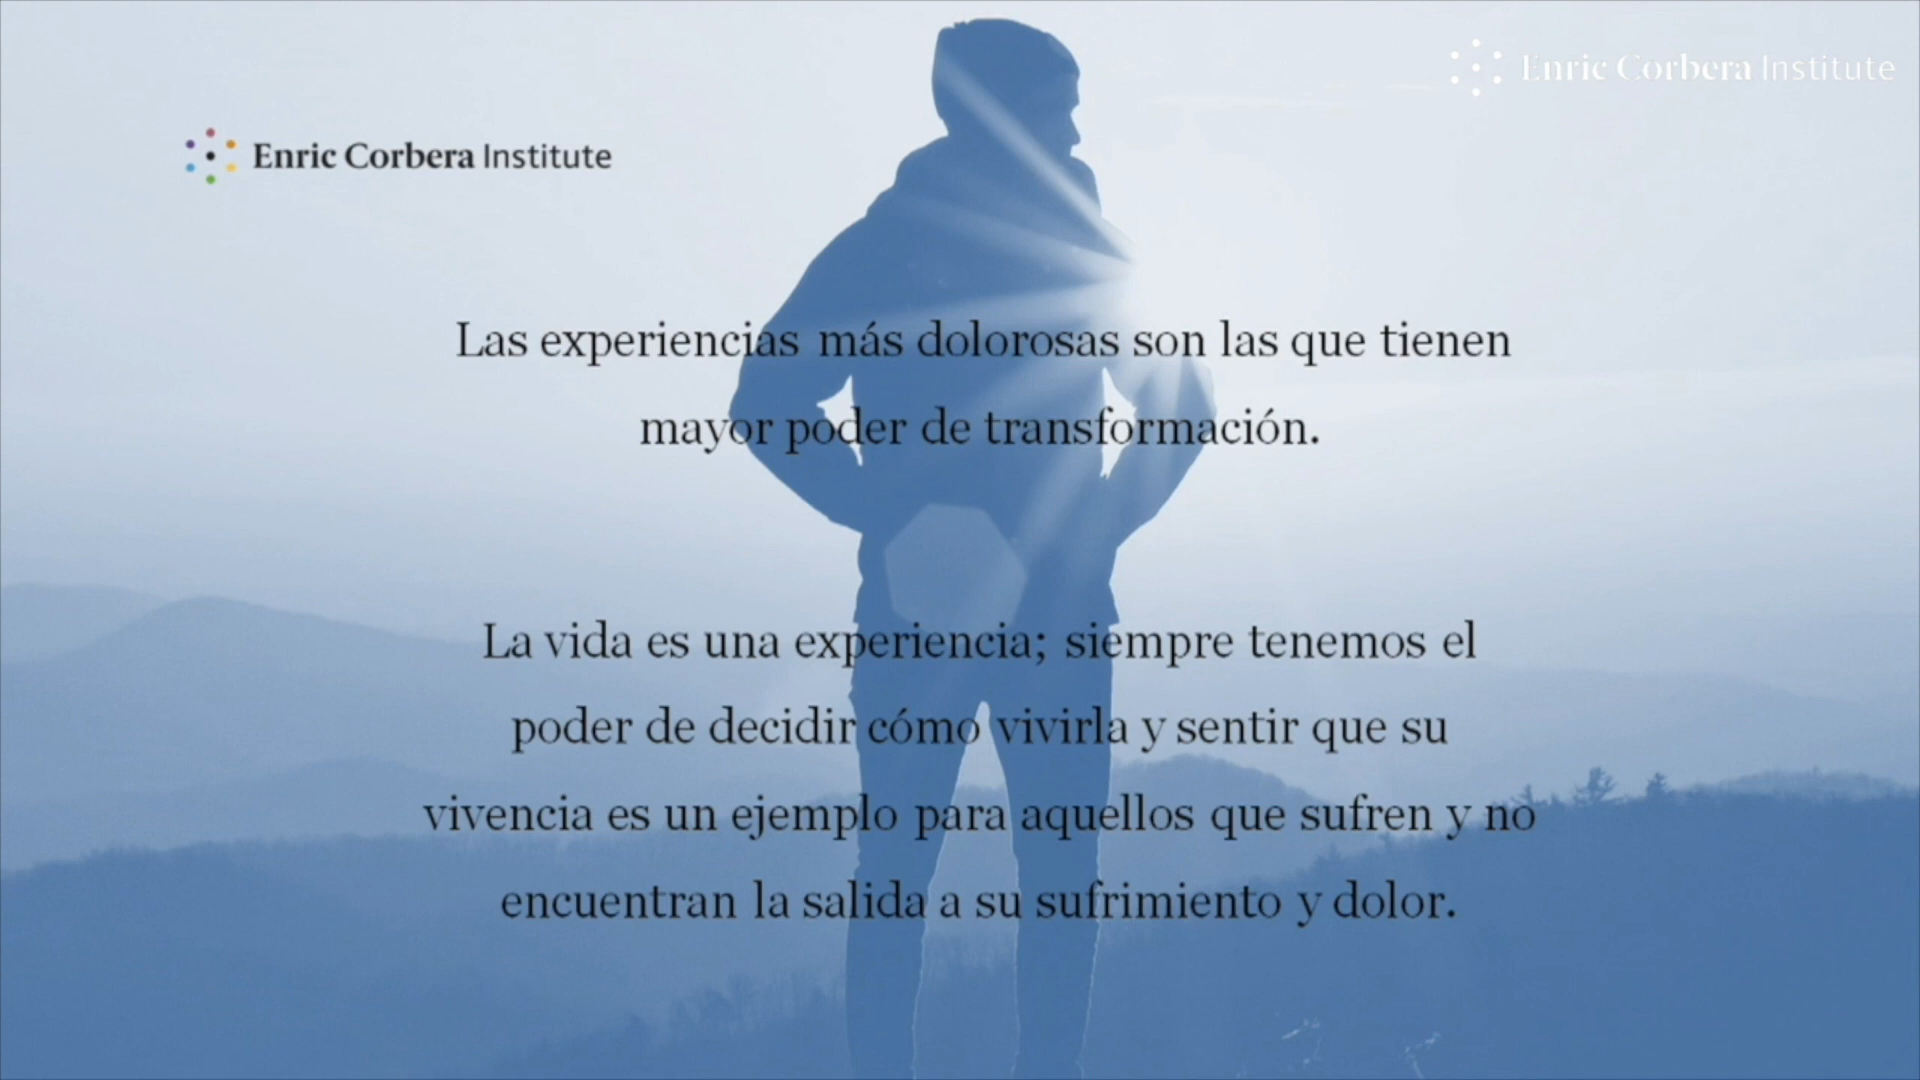 Enric Corbera Institute
Enric Corbera Institute
Las experiencias más dolorosas son las que tienen
mayor poder de transformación.
La vida es una experiencia; siempre tenemos el
poder de decidir cómo vivirla y sentir que su
vivencia es un ejemplo para aquellos que sufren y no
encuentran la salida a su sufrimiento y dolor.